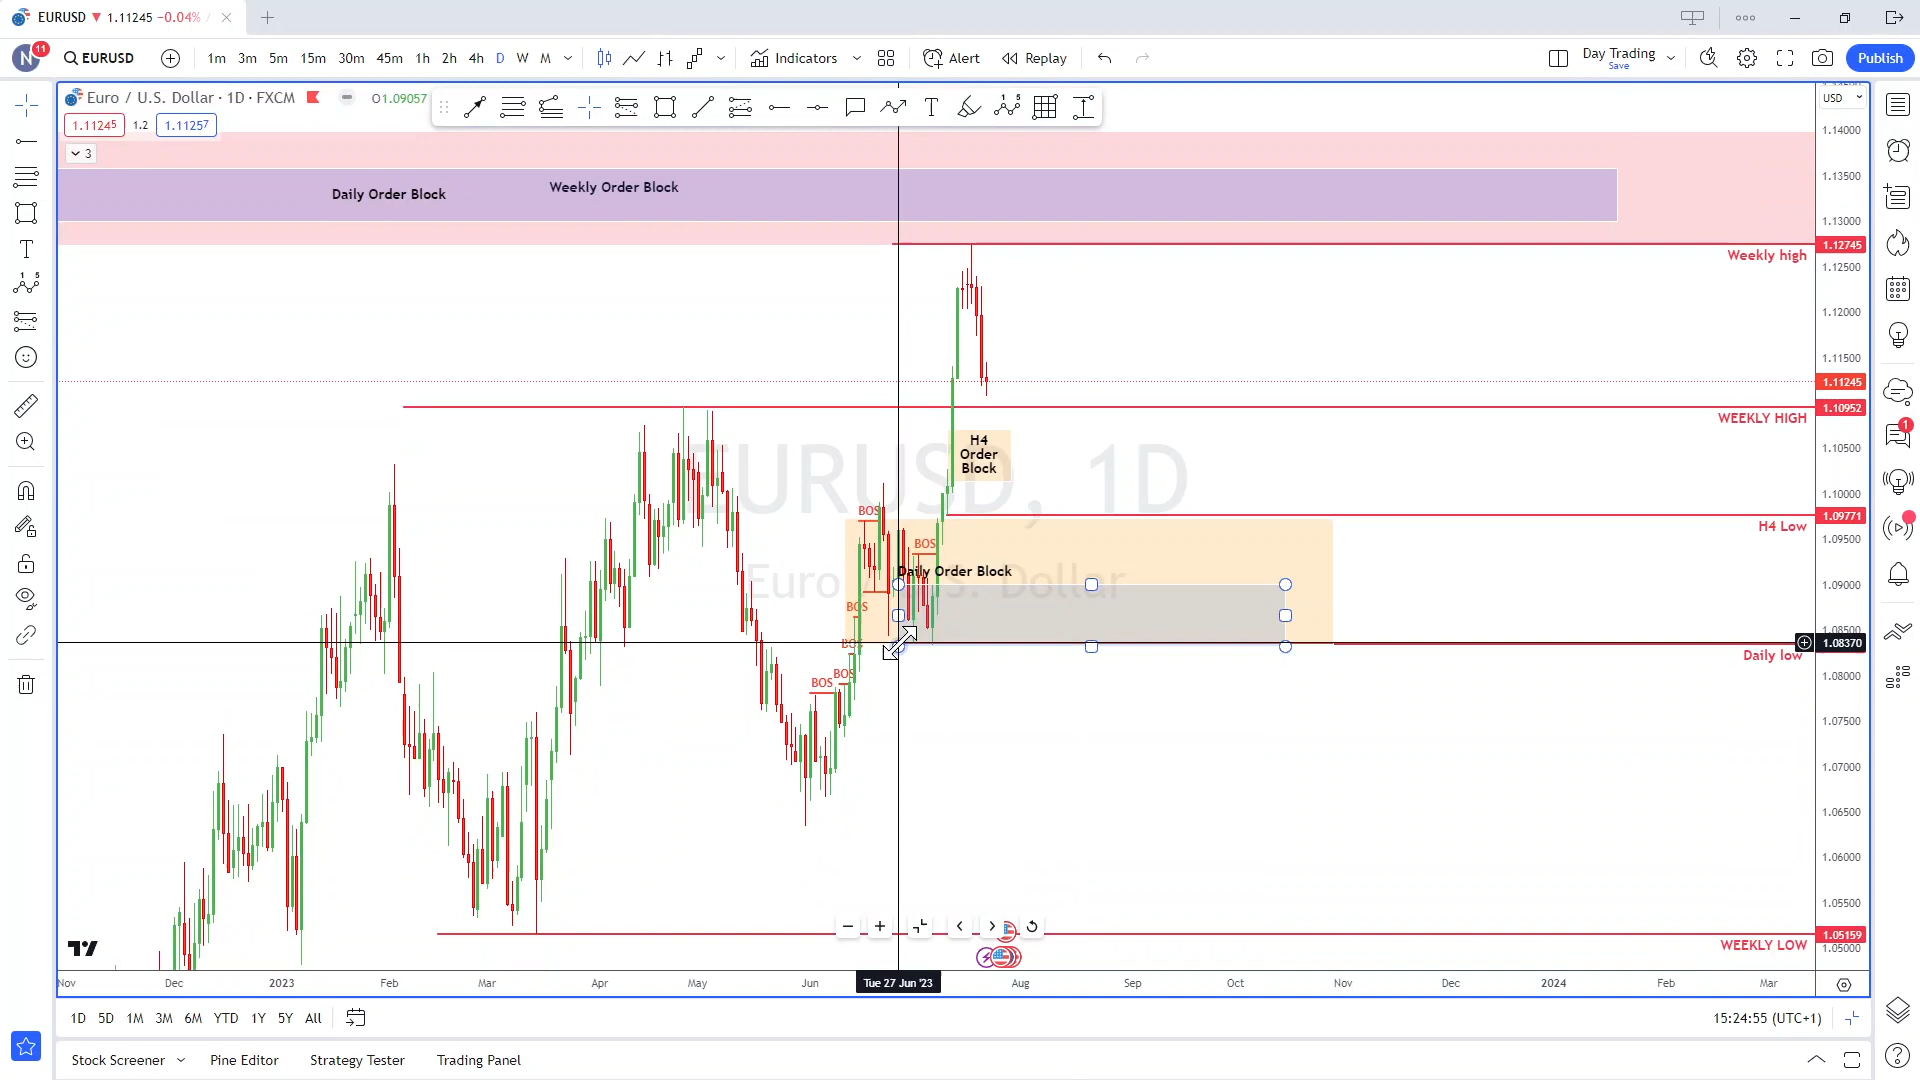 EURUSD ▼ 1.11245 −0.04% /
N 11 EURUSD 1m 3m 5m 15m 30m 45m 1h 2h 4h D W M Indicators Alert Replay Day Trading Save Publish
Euro / U.S. Dollar · 1D · FXCM O1.09057
USD
1.11245 1.2 11257
3
1.14000
1.13500
Daily Order Block
Weekly Order Block
1.13000
1.12745
Weekly high
1.12500
1.12000
1.11500
1.11245
1.10952
WEEKLY HIGH
H4
Order
Block
1.10500
EURUSD, 1D
1.10000
BOS
1.09771
H4 Low
1.09500
BOS
Daily Order Block
Euro / U.S. Dollar
1.09000
BOS
1.08500
BOS
1.08370
Daily low
BOS
BOS
1.08000
1.07500
1.07000
1.06500
1.06000
1.05500
1.05159
WEEKLY LOW
1.05000
Nov Dec 2023 Feb Mar Apr May Jun Tue 27 Jun '23 Aug Sep Oct Nov Dec 2024 Feb Mar
1D 5D 1M 3M 6M YTD 1Y 5Y All
15:24:55 (UTC+1)
Stock Screener Pine Editor Strategy Tester Trading Panel